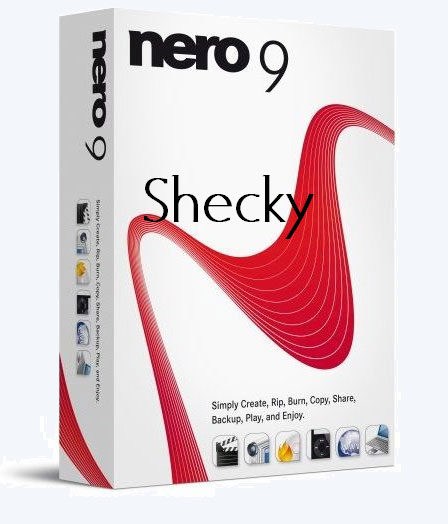 nero 9
nero 9
Shecky
Simply Create, Rip, Burn, Copy, Share, Backup, Play, and Enjoy.
Simply Create, Rip, Burn, Copy, Share,
Backup, Play, and Enjoy.